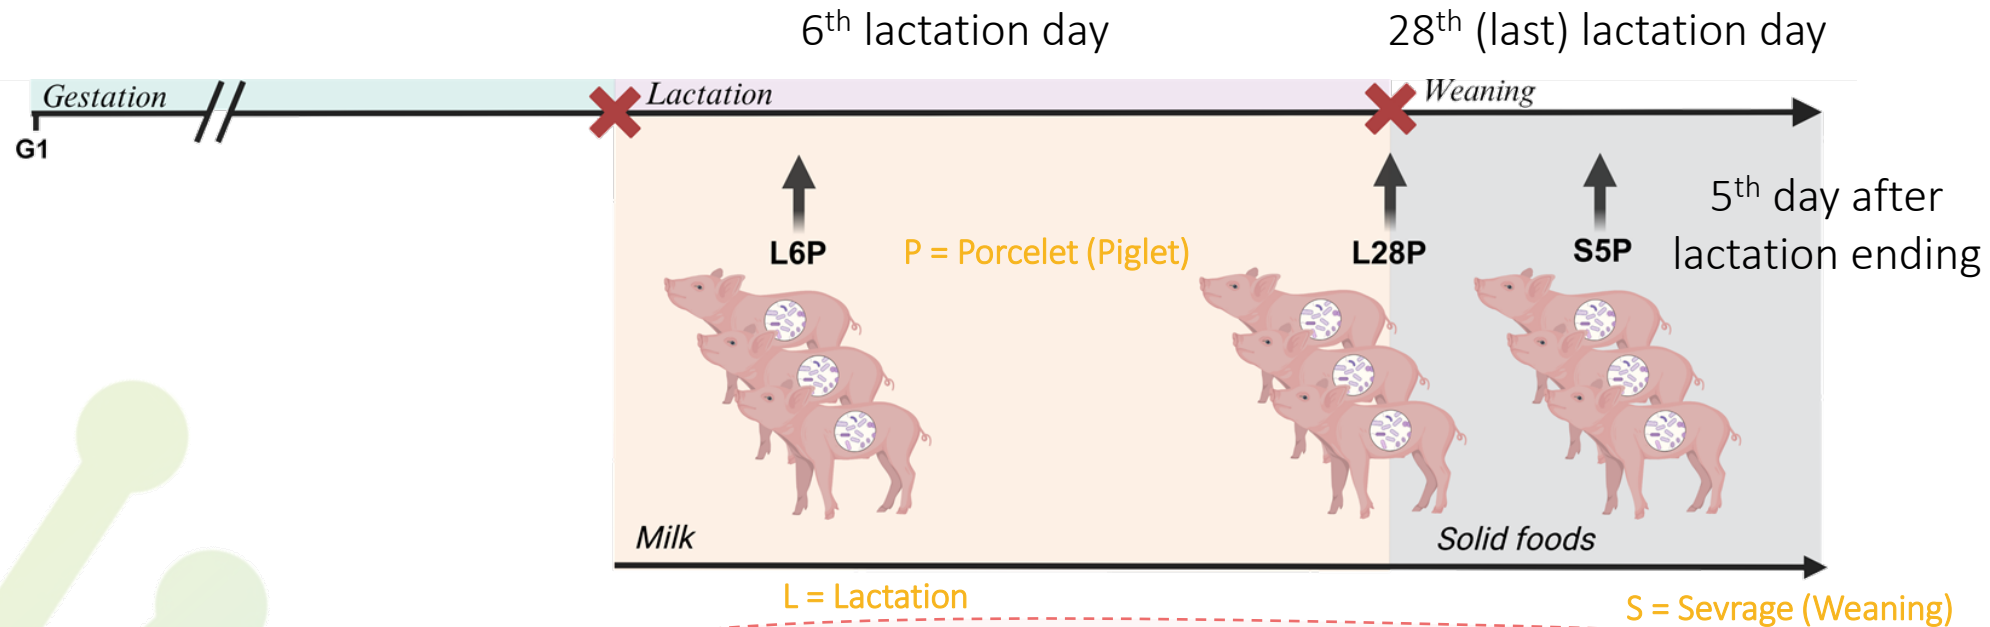 6th lactation day
28th (last) lactation day
Gestation
Lactation
Weaning
G1
5th day after
lactation ending
L6P
P = Porcelet (Piglet)
L28P
S5P
Milk
Solid foods
L = Lactation
S = Sevrage (Weaning)